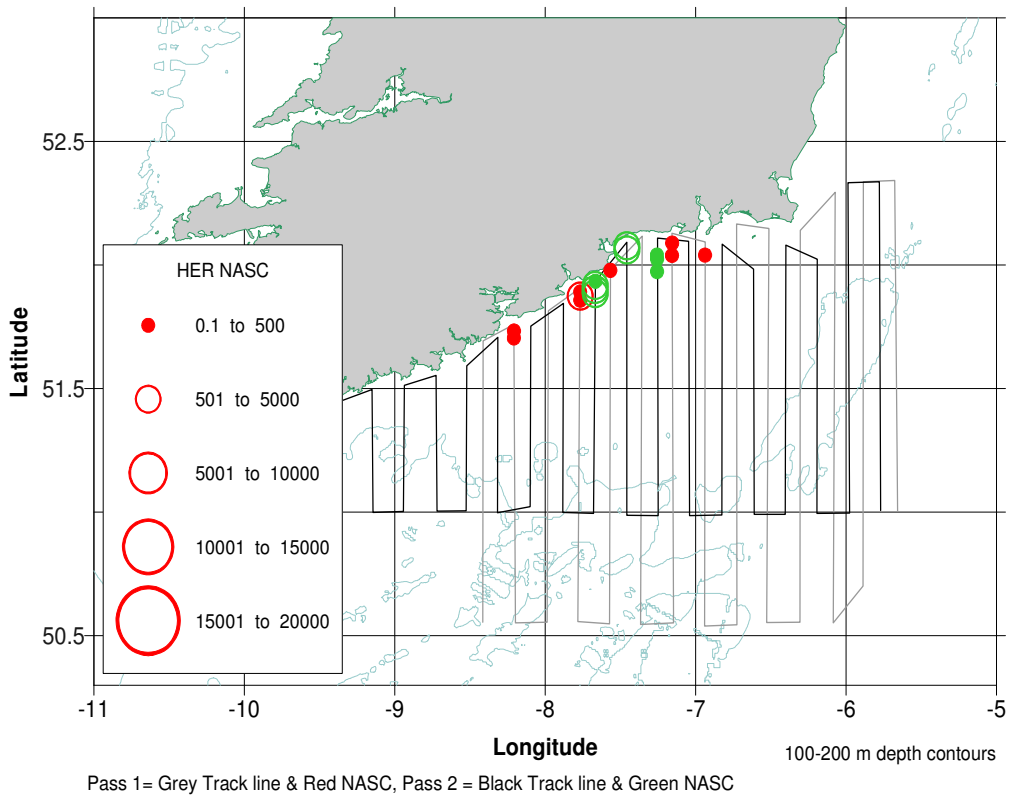 52.5
51.5
50.5
Latitude
HER NASC
0.1 to 500
501 to 5000
5001 to 10000
10001 to 15000
15001 to 20000
-11 -10 -9 -8 -7 -6 -5
Longitude
100-200 m depth contours
Pass 1= Grey Track line & Red NASC, Pass 2 = Black Track line & Green NASC